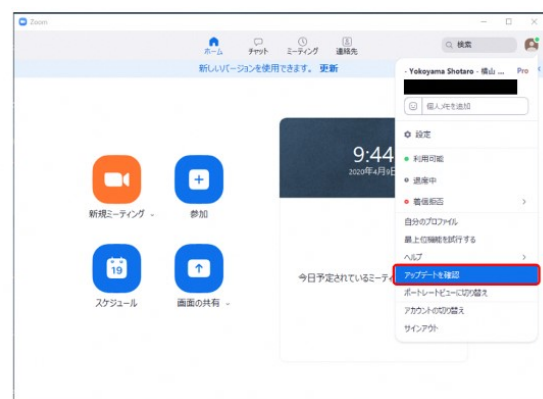 Zoom
ホーム チャット ミーティング 連絡先
検索
新しいバージョンを使用できます。 更新
- Yokoyama Shotaro - 横山 ... Pro
個人メモを追加
設定
利用可能
退席中
着信拒否
自分のプロファイル
最上位機能を試行する
ヘルプ
アップデートを確認
ポートレートビューに切り替え
アカウントの切り替え
サインアウト
9:44
2020年4月9日
新規ミーティング
参加
19
スケジュール
画面の共有
今日予定されているミーティ